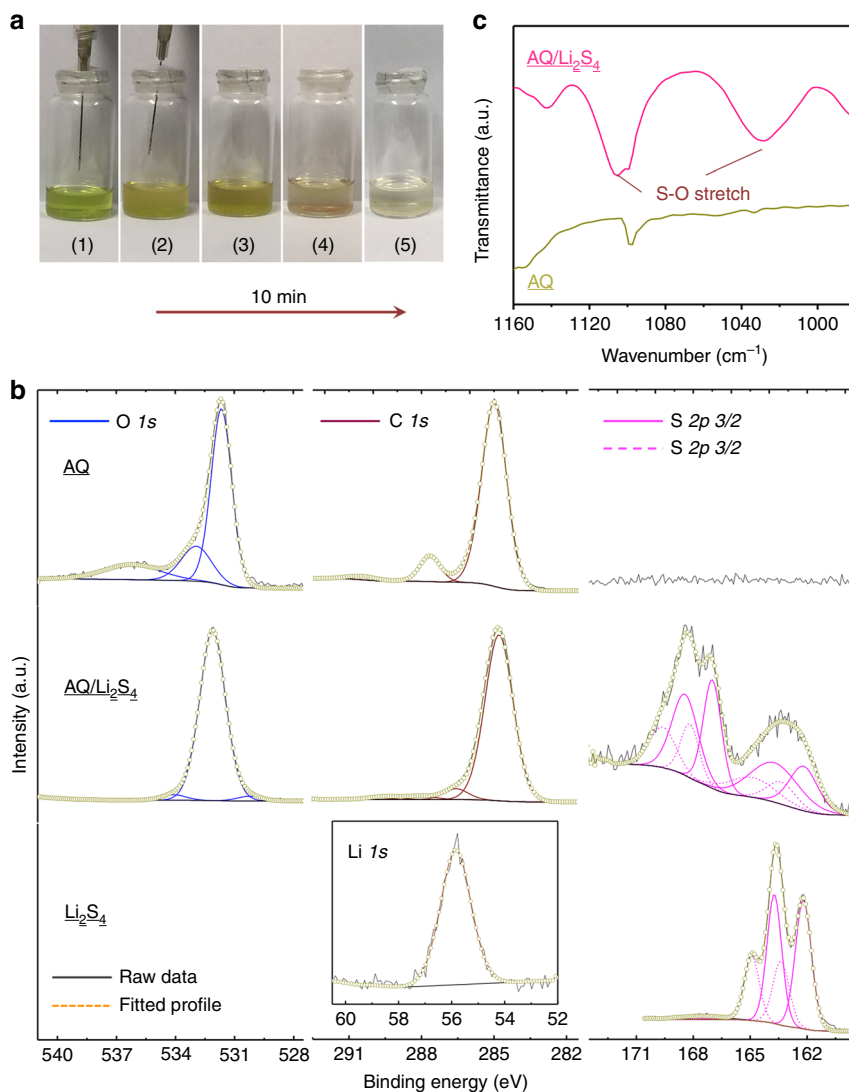 a
(1) (2) (3) (4) (5)
10 min
c
AQ/Li₂S₄
S-O stretch
AQ
Transmittance (a.u.)
1160 1120 1080 1040 1000
Wavenumber (cm⁻¹)
b
O 1s
C 1s
S 2p 3/2
S 2p 3/2
AQ
AQ/Li₂S₄
Li₂S₄
Li 1s
60 58 56 54 52
Raw data
Fitted profile
Intensity (a.u.)
540 537 534 531 528
291 288 285 282
171 168 165 162
Binding energy (eV)